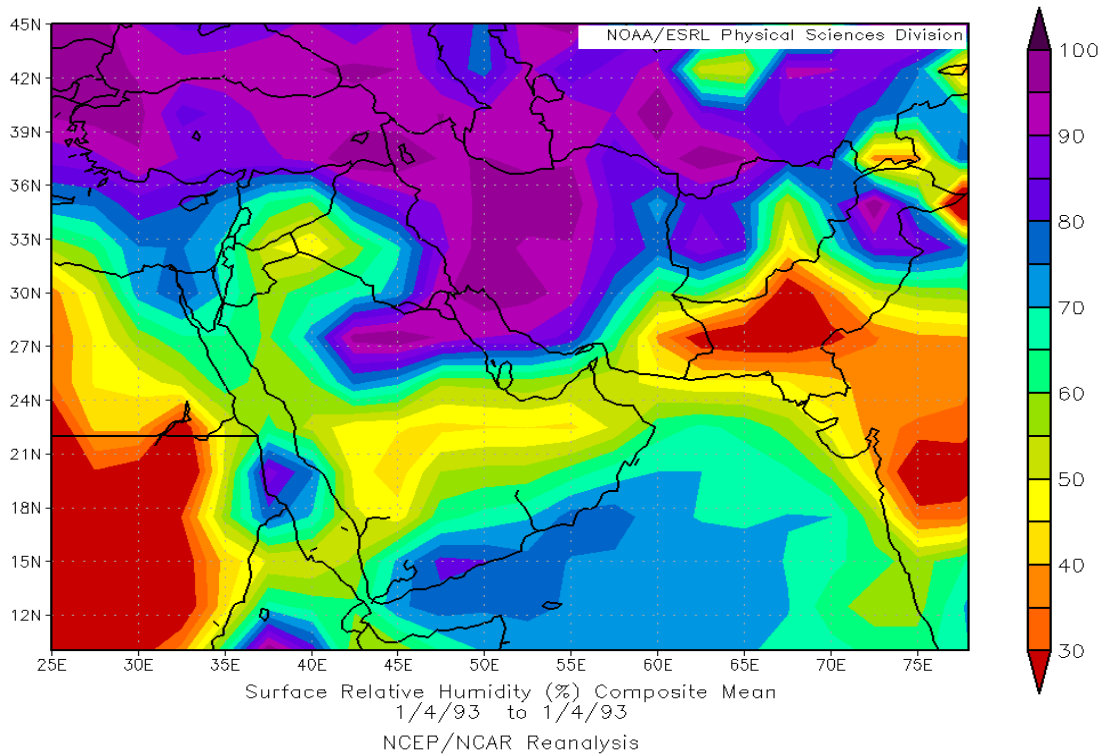 45N
NOAA/ESRL Physical Sciences Division
42N
39N
36N
33N
30N
27N
24N
21N
18N
15N
12N
25E 30E 35E 40E 45E 50E 55E 60E 65E 70E 75E
100
90
80
70
60
50
40
30
Surface Relative Humidity (%) Composite Mean
1/4/93 to 1/4/93
NCEP/NCAR Reanalysis